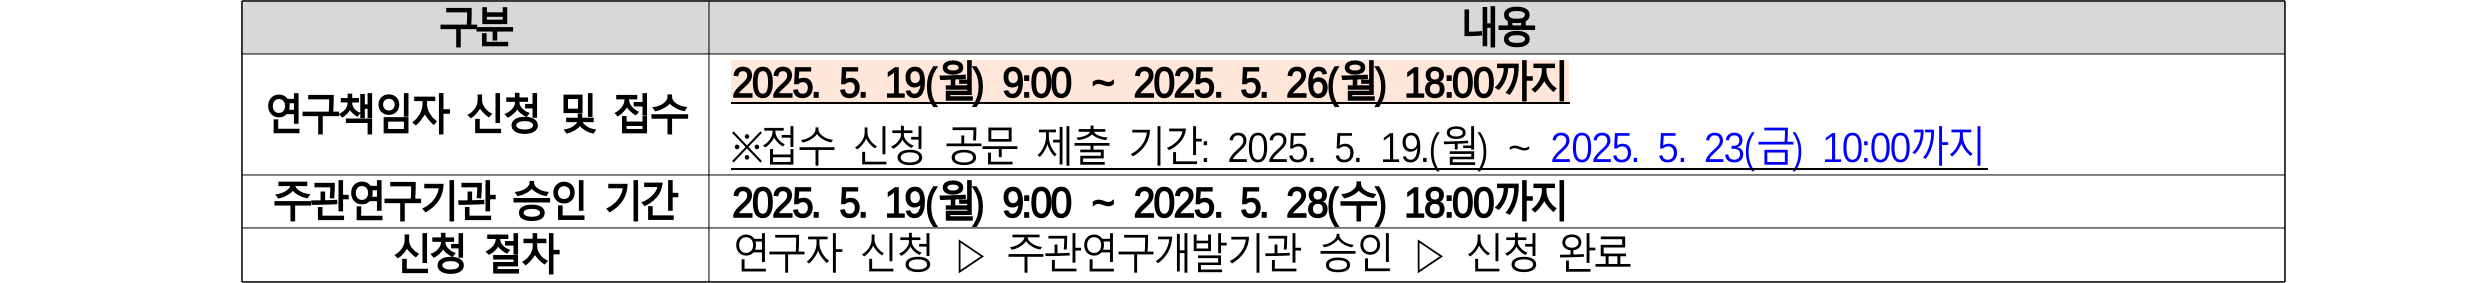 구분 내용
연구책임자 신청 및 접수
2025. 5. 19(월) 9:00 ~ 2025. 5. 26(월) 18:00까지
※접수 신청 공문 제출 기간: 2025. 5. 19.(월) ~ 2025. 5. 23(금) 10:00까지
주관연구기관 승인 기간 2025. 5. 19(월) 9:00 ~ 2025. 5. 28(수) 18:00까지
신청 절차 연구자 신청 ▷ 주관연구개발기관 승인 ▷ 신청 완료